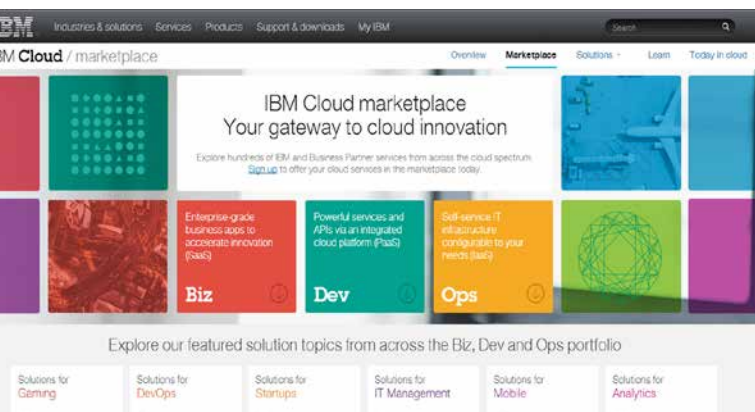 IBM
Industries & solutions Services Products Support & downloads My IBM
Search
M Cloud / marketplace
Overview Marketplace Solutions Learn Today in cloud
IBM Cloud marketplace
Your gateway to cloud innovation
Explore hundreds of IBM and Business Partner services from across the cloud spectrum.
Sign up to offer your cloud services in the marketplace today.
Enterprise-grade
business apps to
accelerate innovation
(SaaS)
Biz
Powerful services and
APIs via an integrated
cloud platform (PaaS)
Dev
Self-service IT
infrastructure
configurable to your
needs (IaaS)
Ops
Explore our featured solution topics from across the Biz, Dev and Ops portfolio
Solutions for
Gaming
Solutions for
DevOps
Solutions for
Startups
Solutions for
IT Management
Solutions for
Mobile
Solutions for
Analytics